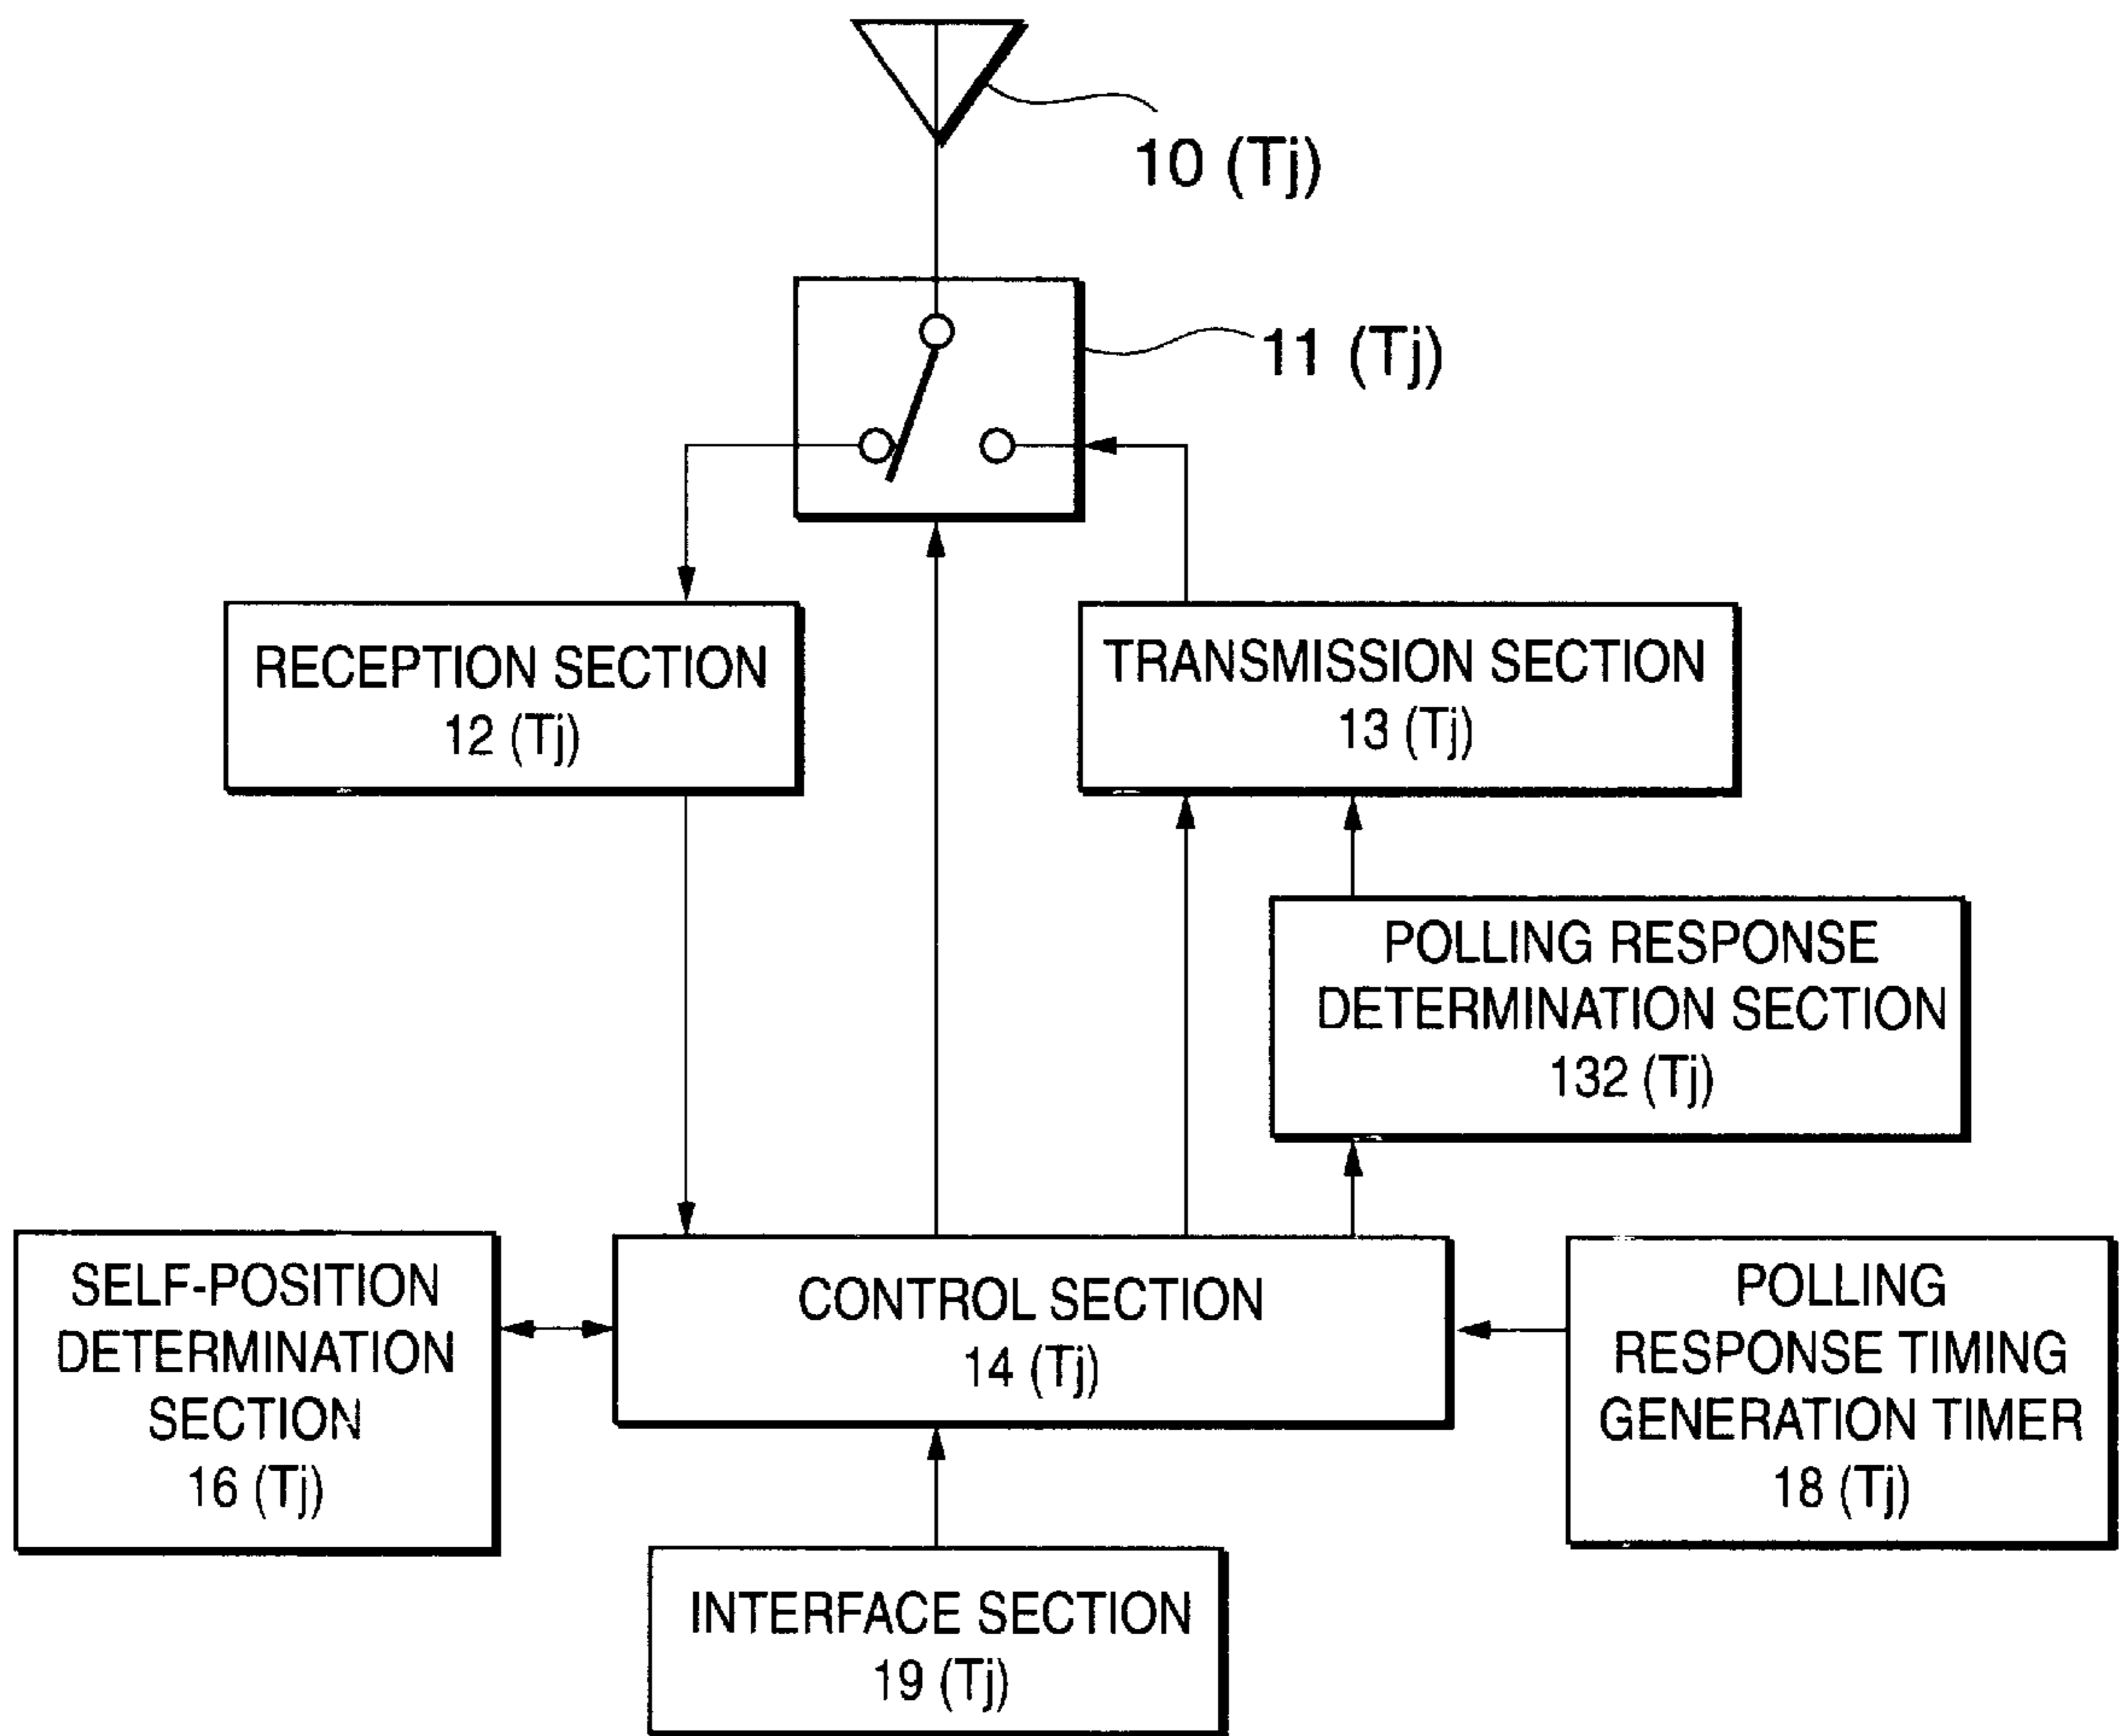 10 (Tj)
11 (Tj)
RECEPTION SECTION
12 (Tj)
TRANSMISSION SECTION
13 (Tj)
POLLING RESPONSE
DETERMINATION SECTION
132 (Tj)
SELF-POSITION
DETERMINATION
SECTION
16 (Tj)
CONTROL SECTION
14 (Tj)
POLLING
RESPONSE TIMING
GENERATION TIMER
18 (Tj)
INTERFACE SECTION
19 (Tj)